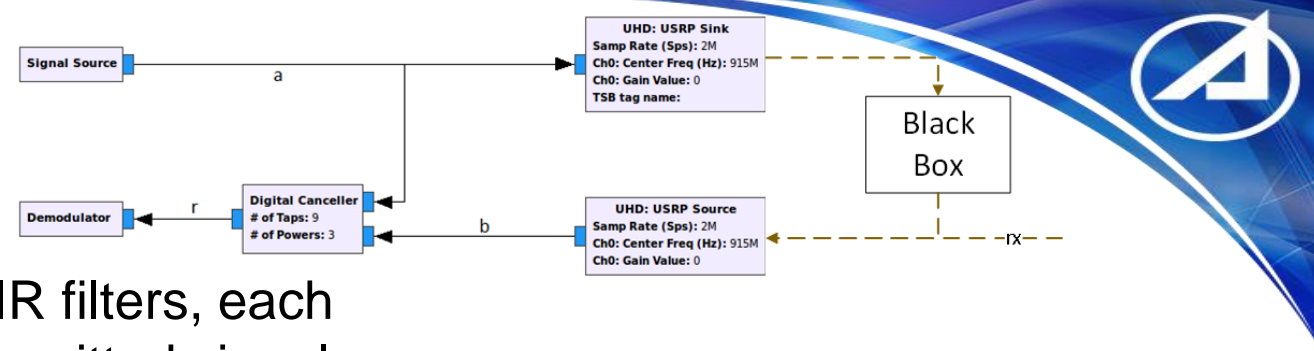 Signal Source
a
UHD: USRP Sink
Samp Rate (Sps): 2M
Ch0: Center Freq (Hz): 915M
Ch0: Gain Value: 0
TSB tag name:
Black
Box
Demodulator
r
Digital Canceller
# of Taps: 9
# of Powers: 3
b
UHD: USRP Source
Samp Rate (Sps): 2M
Ch0: Center Freq (Hz): 915M
Ch0: Gain Value: 0
rx
IR filters, each